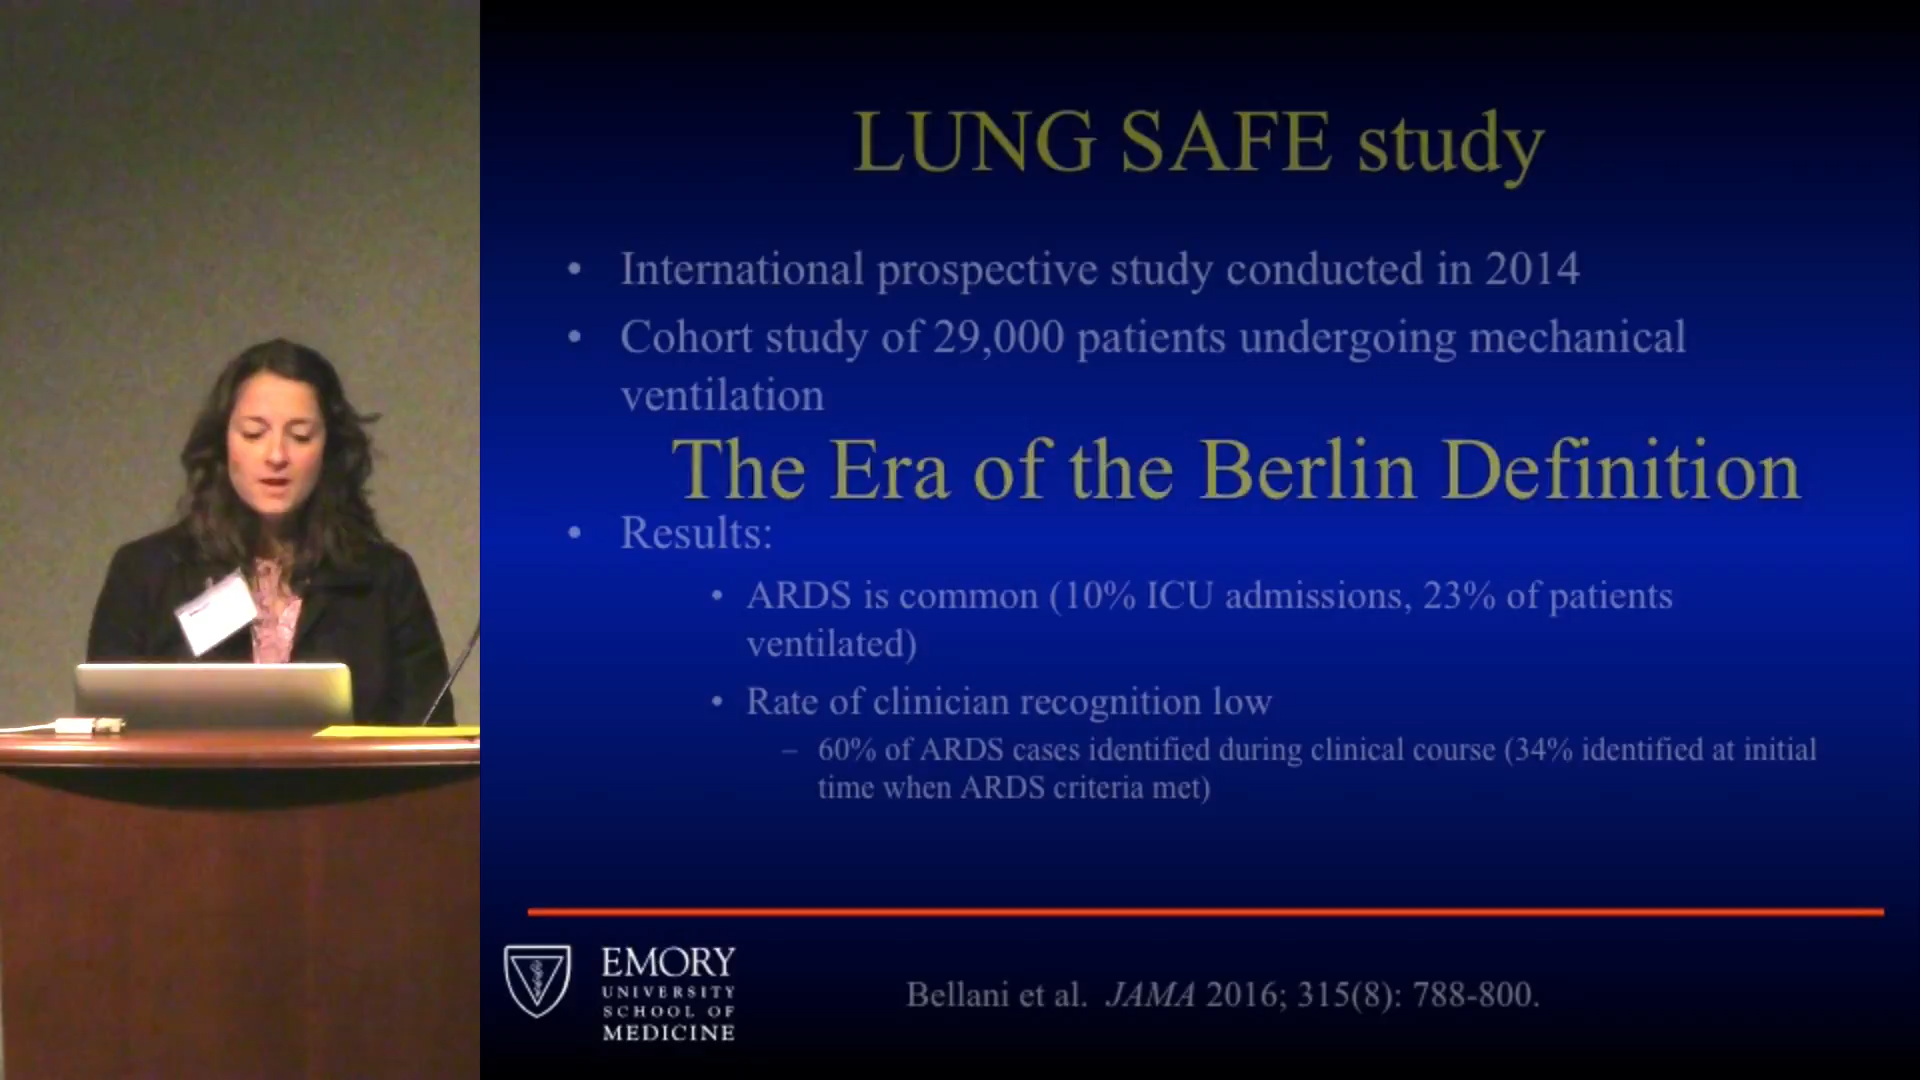 LUNG SAFE study
• International prospective study conducted in 2014
• Cohort study of 29,000 patients undergoing mechanical
ventilation
The Era of the Berlin Definition
• Results:
• ARDS is common (10% ICU admissions, 23% of patients
ventilated)
• Rate of clinician recognition low
– 60% of ARDS cases identified during clinical course (34% identified at initial
time when ARDS criteria met)
EMORY
UNIVERSITY
SCHOOL OF
MEDICINE
Bellani et al. JAMA 2016; 315(8): 788-800.